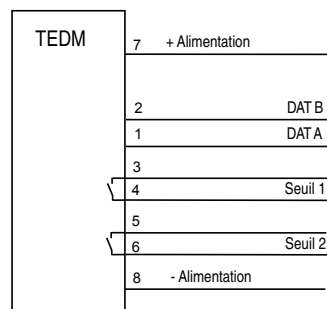 TEDM
7 + Alimentation
2 DAT B
1 DAT A
3
4 Seuil 1
5
6 Seuil 2
8 - Alimentation